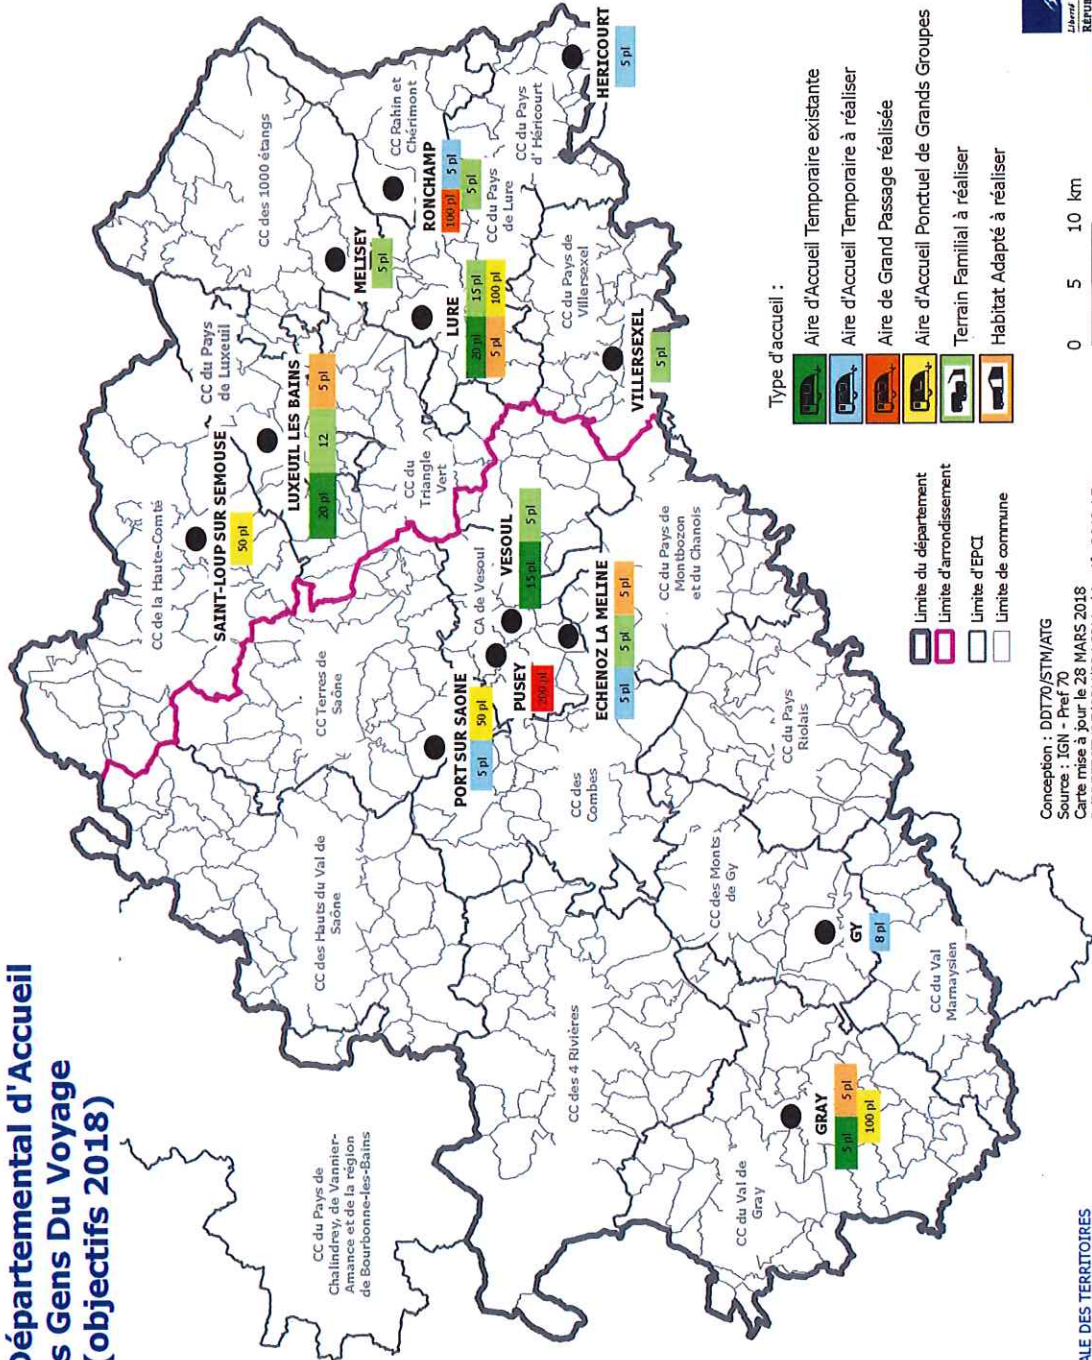 Départemental d'Accueil
s Gens Du Voyage
(objectifs 2018)
CC du Pays de
Chalindrey, de Vannier-
Amance et de la région
de Bourbonne-les-Bains
CC des Hauts du Val de
Saône
CC Terres de
Saône
CC de la Haute-Comté
SAINT-LOUP SUR SEMOUSE
50 pl
CC du Pays
de Luxeuil
LUXEUIL LES BAINS
20 pl
12
5 pl
CC des 1000 étangs
MELISEY
5 pl
CC Rahin et
Chérimont
RONCHAMP
100 pl
5 pl
5 pl
CC du Pays
de Lure
LURE
20 pl
15 pl
5 pl
100 pl
CC du Pays
d' Héricourt
HERICOURT
5 pl
CC du Triangle
Vert
CC du Pays de
Villersexel
VILLERSEXEL
5 pl
CA de Vesoul
VESOUL
15 pl
5 pl
PORT SUR SAONE
5 pl
50 pl
PUSEY
200 pl
ECHENOZ LA MELINE
5 pl
5 pl
5 pl
CC des
Combes
CC du Pays de
Montbozon
et du Chanois
CC du Pays
Riolais
CC des 4 Rivières
CC des Monts
de Gy
GY
8 pl
CC du Val
Marnaysien
CC du Val de
Gray
GRAY
5 pl
5 pl
100 pl
Type d'accueil :
Aire d'Accueil Temporaire existante
Aire d'Accueil Temporaire à réaliser
Aire de Grand Passage réalisée
Aire d'Accueil Ponctuel de Grands Groupes
Terrain Familial à réaliser
Habitat Adapté à réaliser
Limite du département
Limite d'arrondissement
Limite d'EPCI
Limite de commune
0 5 10 km
Conception : DDT70/STM/ATG
Source : IGN - Pref 70
Carte mise à jour le 28 MARS 2018
ALE DES TERRITOIRES
Liberté